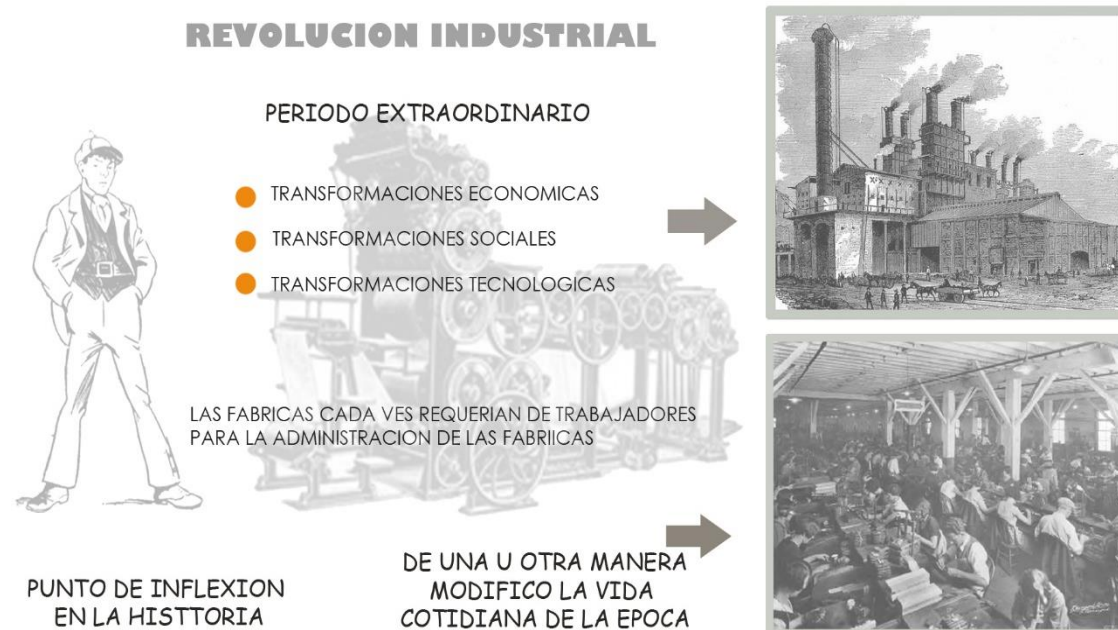 REVOLUCION INDUSTRIAL
PERIODO EXTRAORDINARIO
TRANSFORMACIONES ECONOMICAS
TRANSFORMACIONES SOCIALES
TRANSFORMACIONES TECNOLOGICAS
LAS FABRICAS CADA VES REQUERIAN DE TRABAJADORES
PARA LA ADMINISTRACION DE LAS FABRIICAS
PUNTO DE INFLEXION
EN LA HISTTORIA
DE UNA U OTRA MANERA
MODIFICO LA VIDA
COTIDIANA DE LA EPOCA